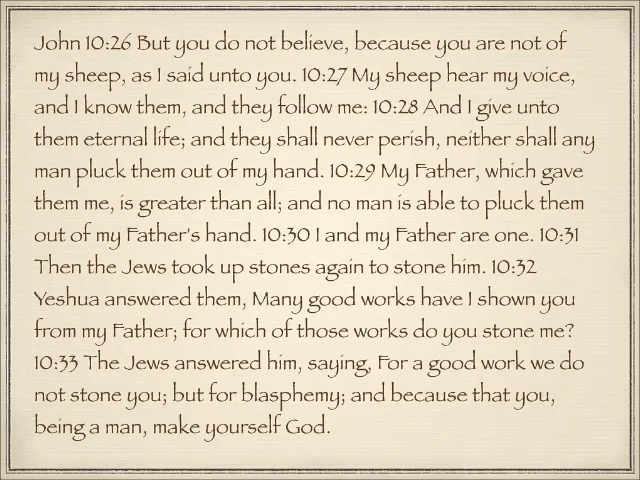 John 10:26 But you do not believe, because you are not of
my sheep, as I said unto you. 10:27 My sheep hear my voice,
and I know them, and they follow me: 10:28 And I give unto
them eternal life; and they shall never perish, neither shall any
man pluck them out of my hand. 10:29 My Father, which gave
them me, is greater than all; and no man is able to pluck them
out of my Father's hand. 10:30 I and my Father are one. 10:31
Then the Jews took up stones again to stone him. 10:32
Yeshua answered them, Many good works have I shown you
from my Father; for which of those works do you stone me?
10:33 The Jews answered him, saying, For a good work we do
not stone you; but for blasphemy; and because that you,
being a man, make yourself God.